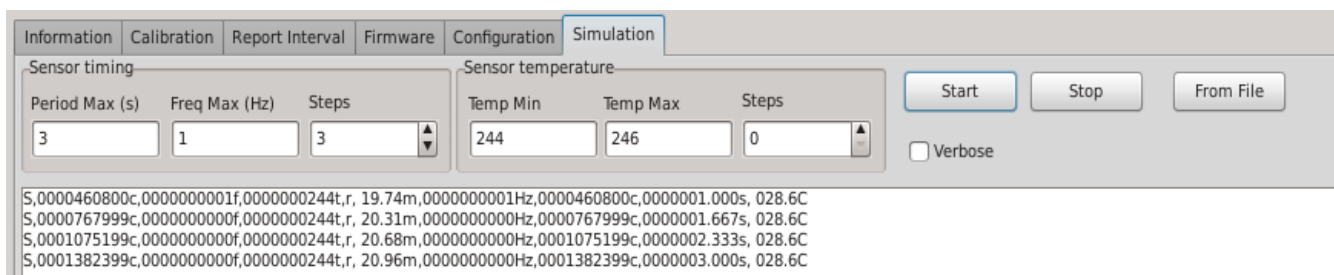 Information Calibration Report Interval Firmware Configuration Simulation
Sensor timing Sensor temperature
Period Max (s) Freq Max (Hz) Steps Temp Min Temp Max Steps Start Stop From File
3 1 3 244 246 0
Verbose
S,0000460800c,0000000001f,0000000244t,r, 19.74m,0000000001Hz,0000460800c,0000001.000s, 028.6C
S,0000767999c,0000000000f,0000000244t,r, 20.31m,0000000000Hz,0000767999c,0000001.667s, 028.6C
S,0001075199c,0000000000f,0000000244t,r, 20.68m,0000000000Hz,0001075199c,0000002.333s, 028.6C
S,0001382399c,0000000000f,0000000244t,r, 20.96m,0000000000Hz,0001382399c,0000003.000s, 028.6C